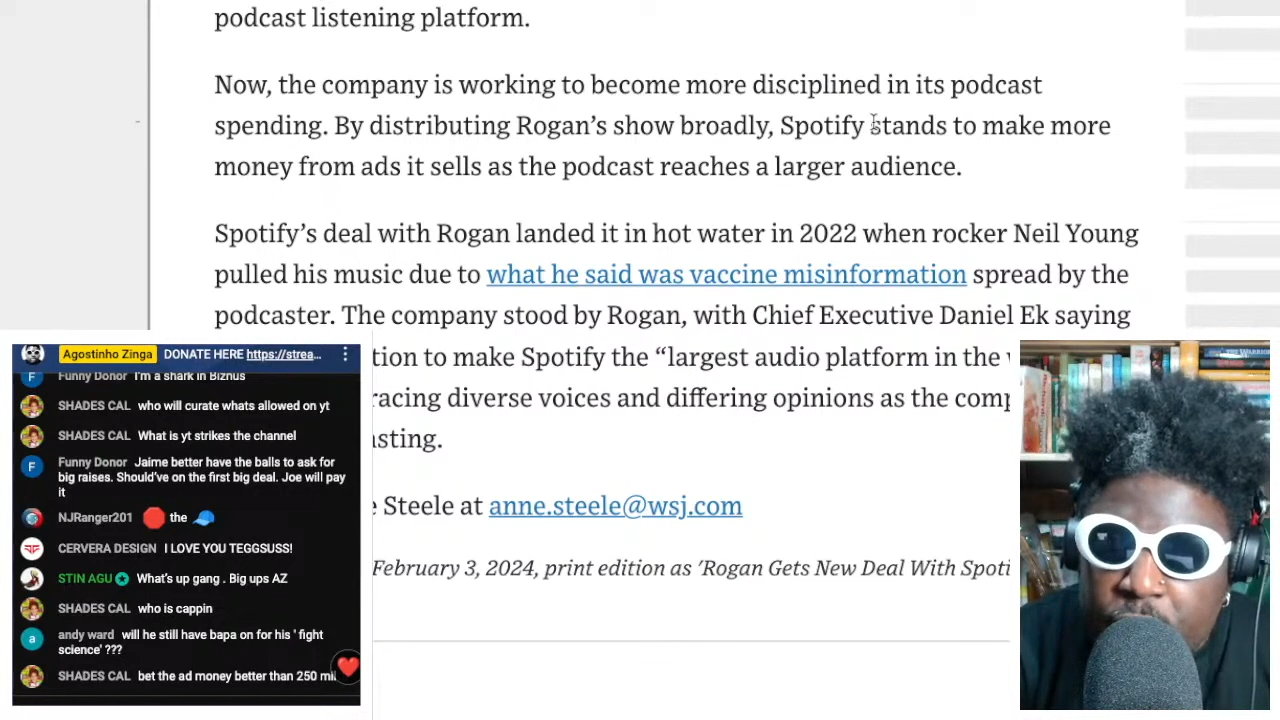 podcast listening platform.
Now, the company is working to become more disciplined in its podcast
spending. By distributing Rogan’s show broadly, Spotify stands to make more
money from ads it sells as the podcast reaches a larger audience.
Spotify’s deal with Rogan landed it in hot water in 2022 when rocker Neil Young
pulled his music due to what he said was vaccine misinformation spread by the
podcaster. The company stood by Rogan, with Chief Executive Daniel Ek saying
tion to make Spotify the “largest audio platform in the
racing diverse voices and differing opinions as the comp
asting.
e Steele at anne.steele@wsj.com
February 3, 2024, print edition as 'Rogan Gets New Deal With Spoti
Agostinho Zinga DONATE HERE https://strea...
F Funny Donor I'm a shark in Biznus
SHADES CAL who will curate whats allowed on yt
SHADES CAL What is yt strikes the channel
F Funny Donor Jaime better have the balls to ask for
big raises. Should've on the first big deal. Joe will pay
it
NJRanger201 the
CERVERA DESIGN I LOVE YOU TEGGSUSS!
STIN AGU What's up gang . Big ups AZ
SHADES CAL who is cappin
a andy ward will he still have bapa on for his ' fight
science' ???
SHADES CAL bet the ad money better than 250 mil